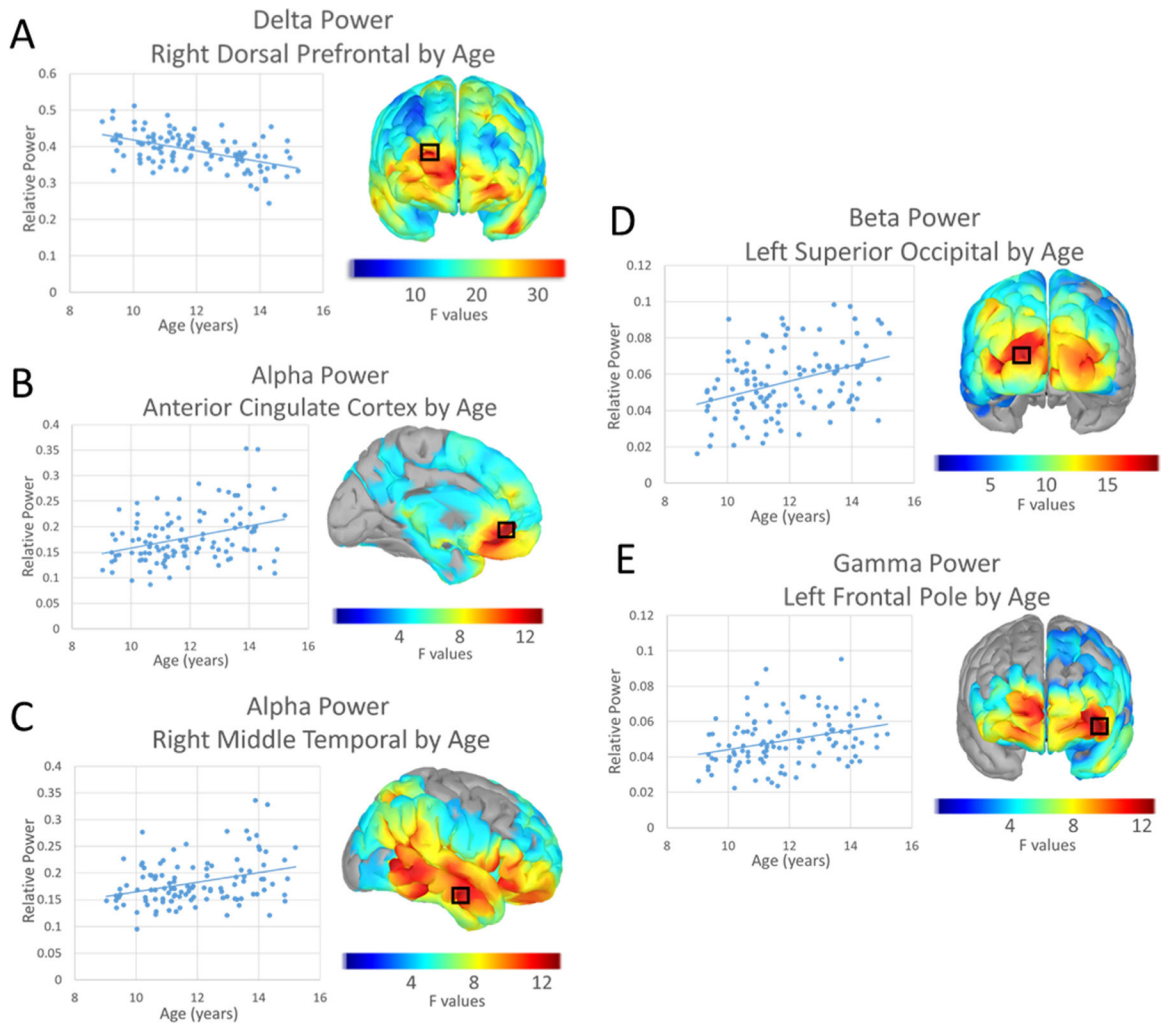 A
Delta Power
Right Dorsal Prefrontal by Age
Relative Power
0.6
0.5
0.4
0.3
0.2
0.1
0
8 10 12 14 16
Age (years)
10 20 30
F values
B
Alpha Power
Anterior Cingulate Cortex by Age
Relative Power
0.4
0.35
0.3
0.25
0.2
0.15
0.1
0.05
0
8 10 12 14 16
Age (years)
4 8 12
F values
C
Alpha Power
Right Middle Temporal by Age
Relative Power
0.4
0.35
0.3
0.25
0.2
0.15
0.1
0.05
0
8 10 12 14 16
Age (years)
4 8 12
F values
D
Beta Power
Left Superior Occipital by Age
Relative Power
0.12
0.1
0.08
0.06
0.04
0.02
0
8 10 12 14 16
Age (years)
5 10 15
F values
E
Gamma Power
Left Frontal Pole by Age
Relative Power
0.12
0.1
0.08
0.06
0.04
0.02
0
8 10 12 14 16
Age (years)
4 8 12
F values